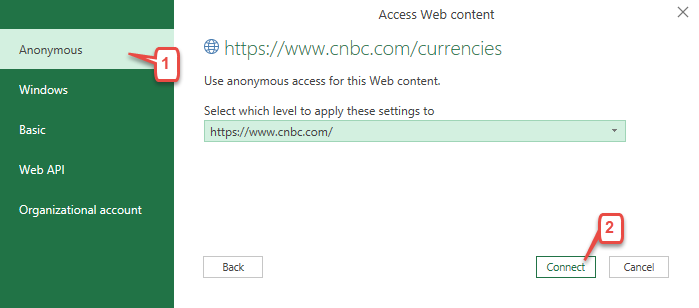 Access Web content
Anonymous
1
Windows
Basic
Web API
Organizational account
https://www.cnbc.com/currencies
Use anonymous access for this Web content.
Select which level to apply these settings to
https://www.cnbc.com/
2
Back
Connect
Cancel